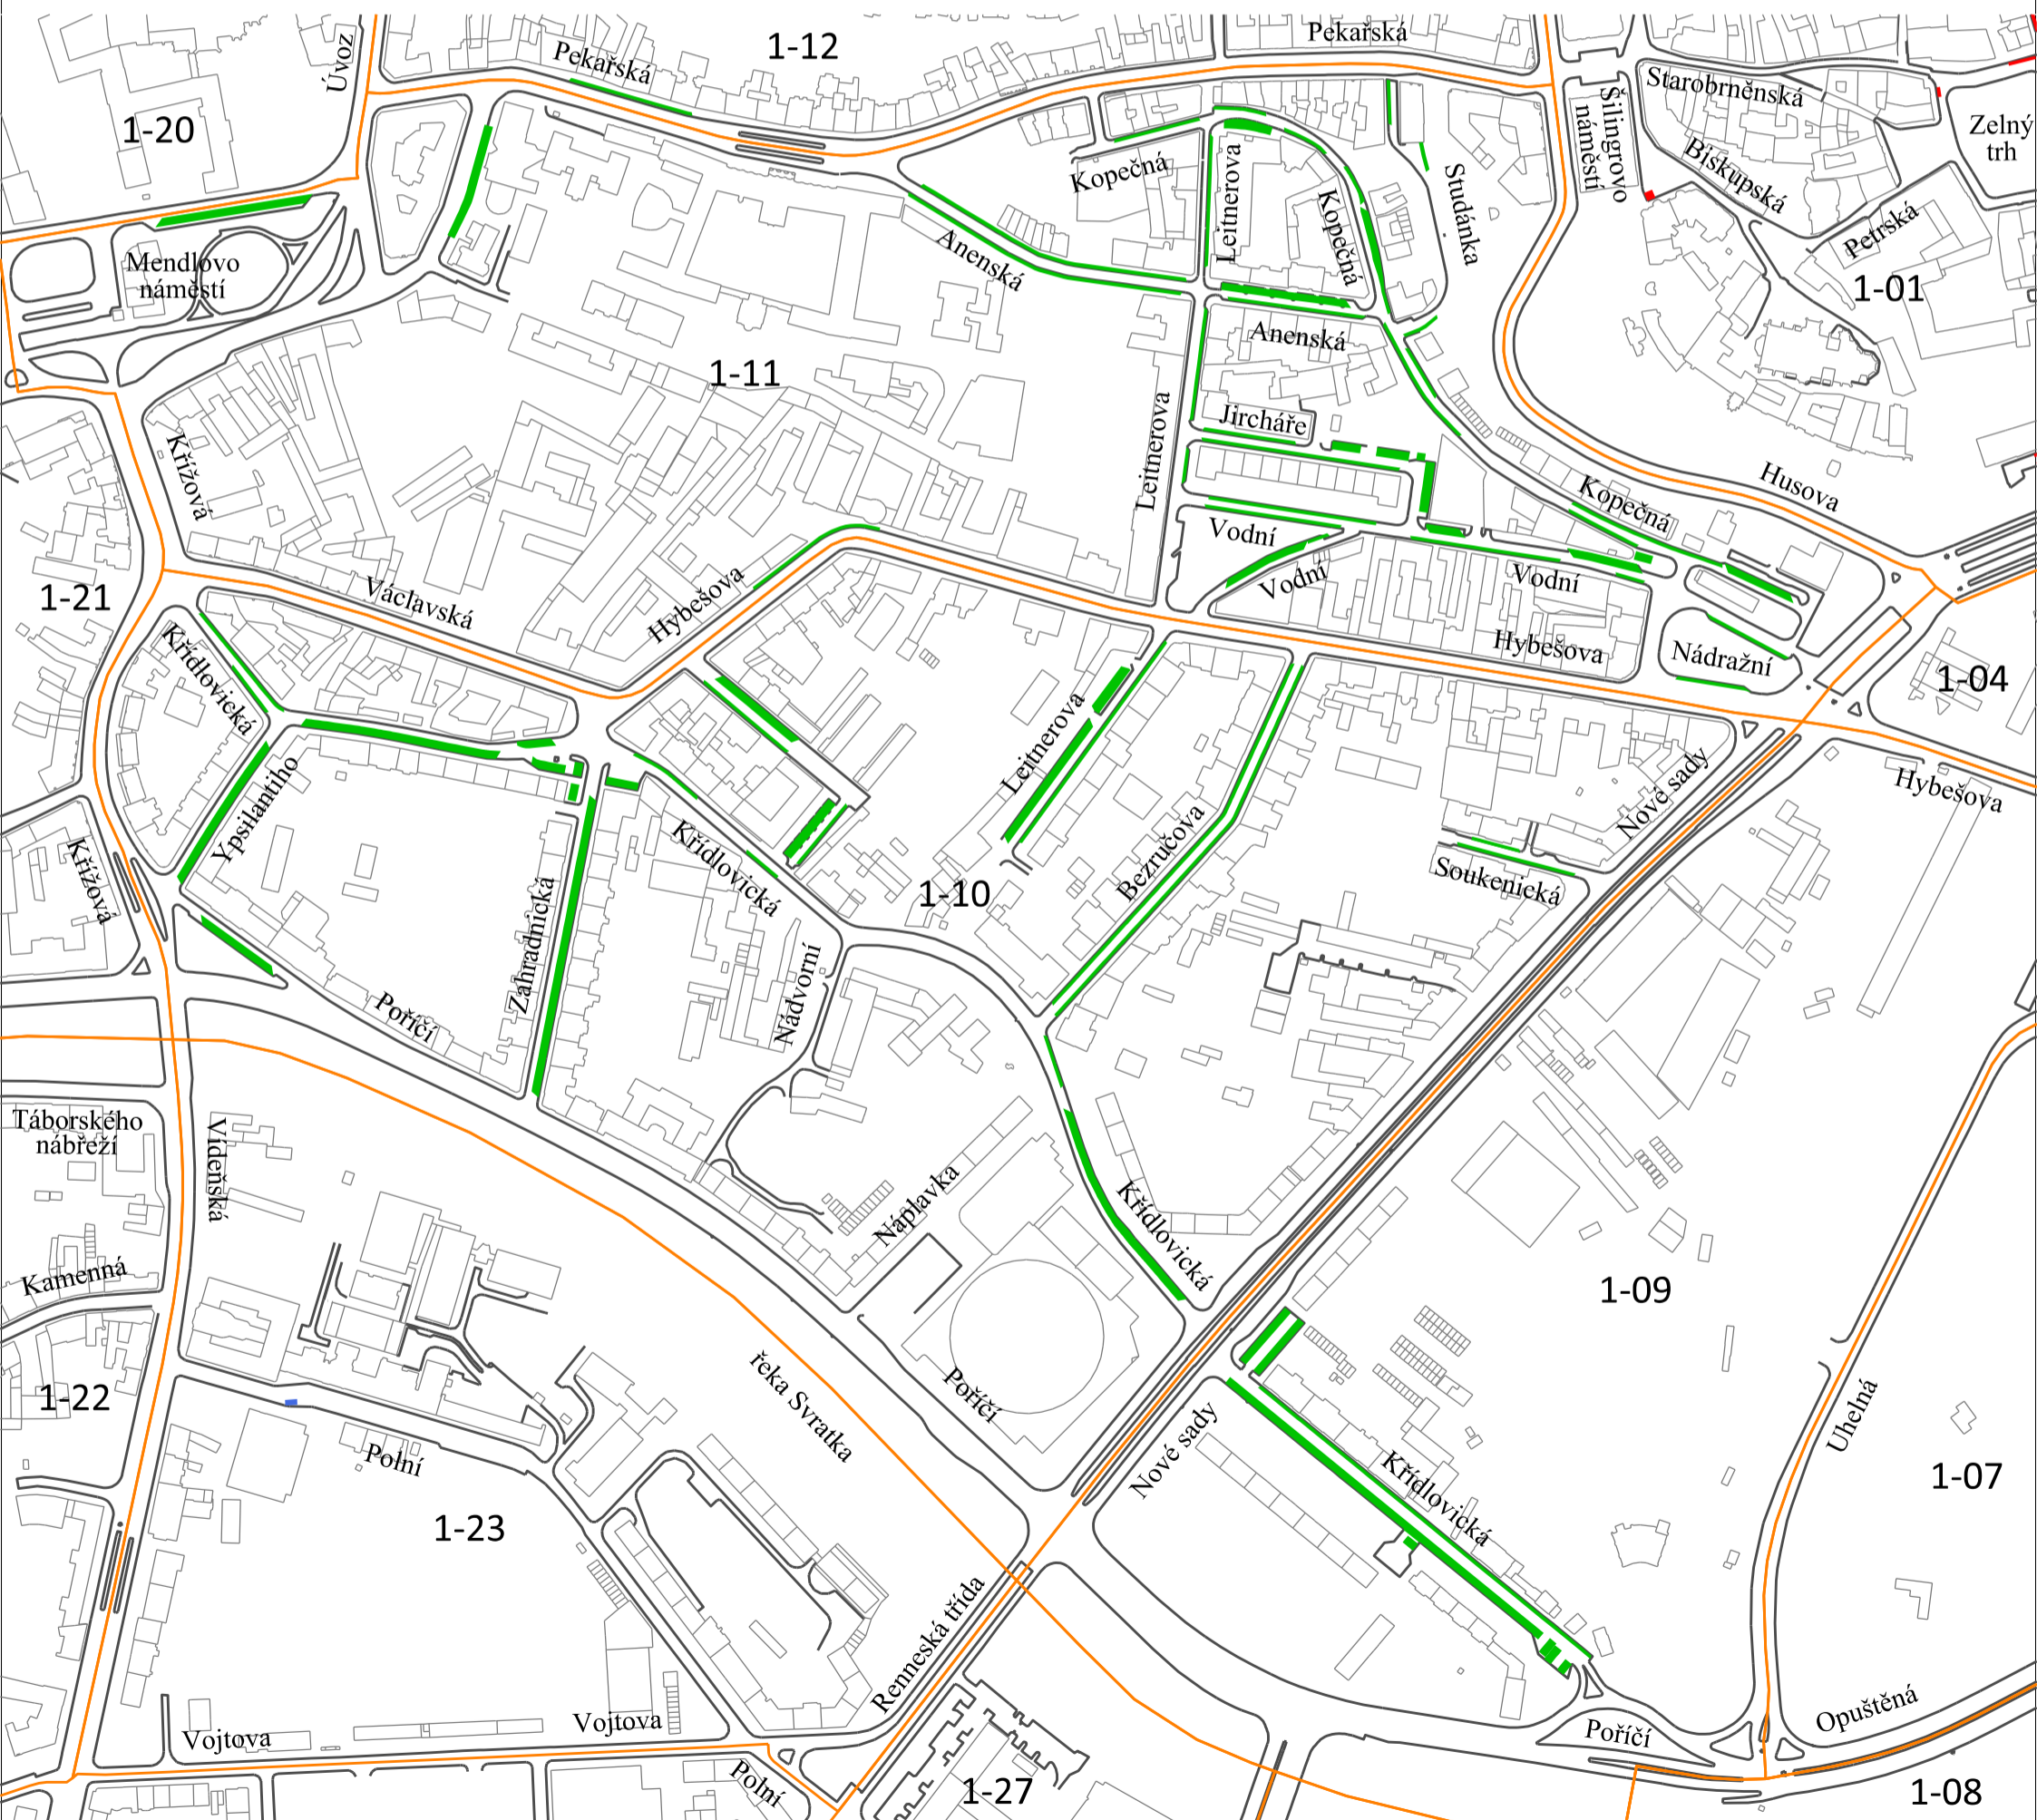 Pekařská
1-12
Pekařská
Úvoz
Starobrněnská
Šilingrovo
náměstí
Zelný
trh
1-20
Biskupská
Kopečná
Leitnerova
Kopečná
Studánka
Petrská
Mendlovo
náměstí
Anenská
1-01
Anenská
1-11
Jircháře
Leitnerova
Křížová
Husova
Kopečná
Vodní
Vodní
Vodní
1-21
Václavská
Hybešova
Křídlovická
Hybešova
Nádražní
1-04
Leitnerova
Ypsilantiho
Nové sady
Hybešova
Křížová
Křídlovická
Bezručova
Soukenická
1-10
Zahradnická
Nádvorní
Poříčí
Táborského
nábřeží
Vídeňská
Náplavka
Křídlovická
Kamenná
1-09
1-22
řeka Svratka
Poříčí
Uhelná
Nové sady
Polní
Křídlovická
1-07
1-23
Renneská třída
Vojtova
Vojtova
Opuštěná
Poříčí
Polní
1-27
1-08